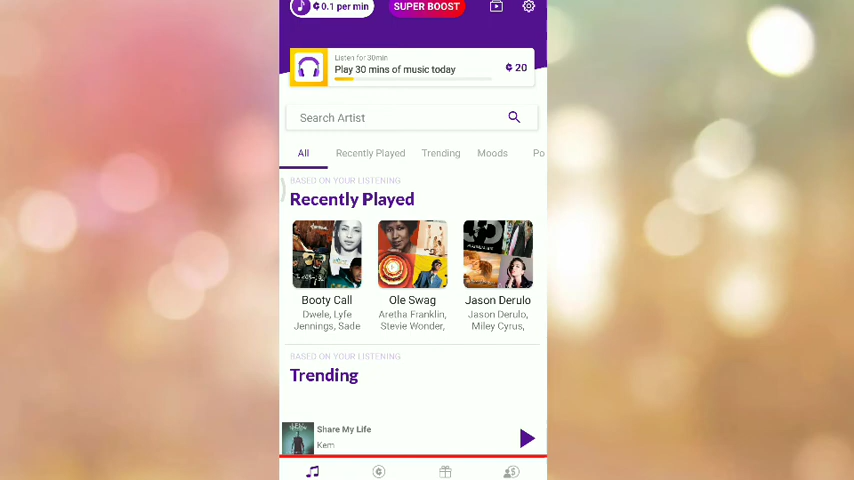 0.1 per min
SUPER BOOST
Listen for 30min
Play 30 mins of music today
20
Search Artist
All Recently Played Trending Moods Po
BASED ON YOUR LISTENING
Recently Played
Booty Call
Dwele, Lyfe
Jennings, Sade
Ole Swag
Aretha Franklin,
Stevie Wonder,
Jason Derulo
Jason Derulo,
Miley Cyrus,
BASED ON YOUR LISTENING
Trending
Share My Life
Kem